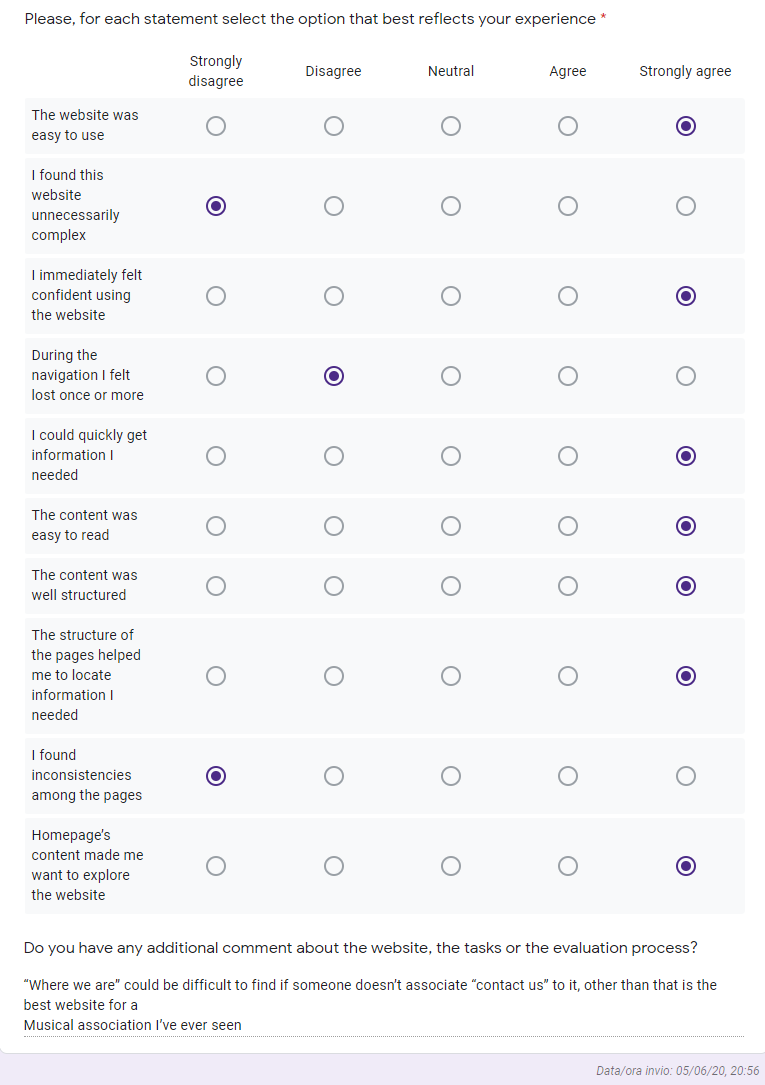 Please, for each statement select the option that best reflects your experience *
Strongly
disagree
Disagree
Neutral
Agree
Strongly agree
The website was
easy to use
I found this
website
unnecessarily
complex
I immediately felt
confident using
the website
During the
navigation I felt
lost once or more
I could quickly get
information I
needed
The content was
easy to read
The content was
well structured
The structure of
the pages helped
me to locate
information I
needed
I found
inconsistencies
among the pages
Homepage’s
content made me
want to explore
the website
Do you have any additional comment about the website, the tasks or the evaluation process?
“Where we are” could be difficult to find if someone doesn’t associate “contact us” to it, other than that is the
best website for a
Musical association I’ve ever seen
Data/ora invio: 05/06/20, 20:56